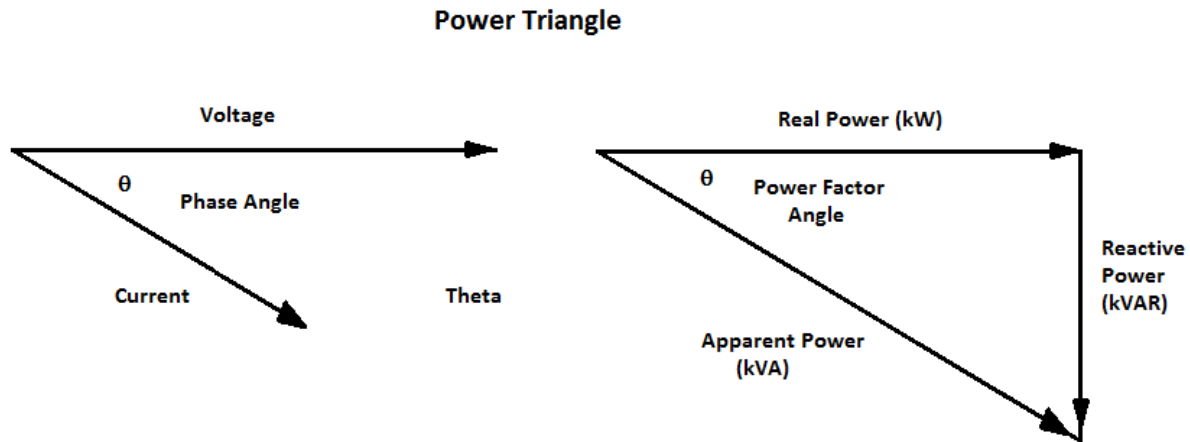 Power Triangle
Voltage
θ
Phase Angle
Current
Theta
Real Power (kW)
θ
Power Factor
Angle
Reactive
Power
(kVAR)
Apparent Power
(kVA)